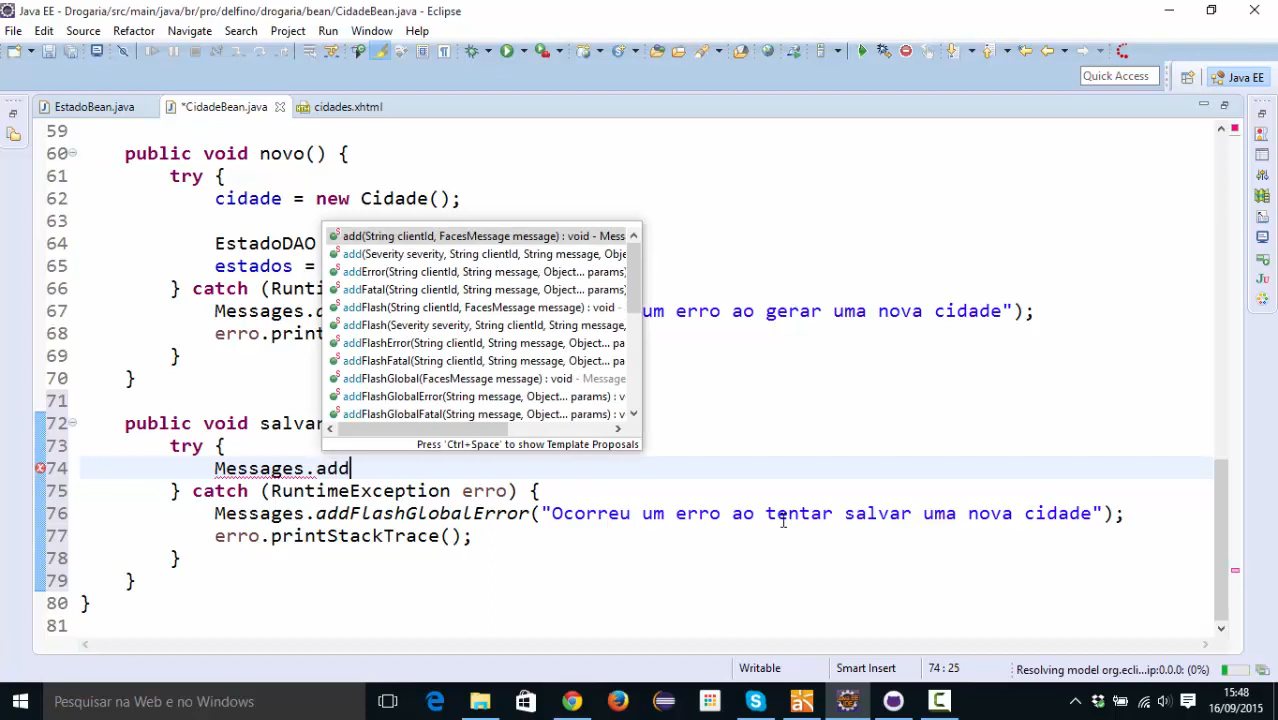 Java EE - Drogaria/src/main/java/br/pro/delfino/drogaria/bean/CidadeBean.java - Eclipse
File Edit Source Refactor Navigate Search Project Run Window Help
Quick Access Java EE
EstadoBean.java *CidadeBean.java cidades.xhtml
59
60 public void novo() {
61 try {
62 cidade = new Cidade();
63
64 EstadoDAO
65 estados =
66 } catch (Runti
67 Messages.a um erro ao gerar uma nova cidade");
68 erro.print
69 }
70 }
71
72 public void salvar
73 try {
74 Messages.add
75 } catch (RuntimeException erro) {
76 Messages.addFlashGlobalError("Ocorreu um erro ao tentar salvar uma nova cidade");
77 erro.printStackTrace();
78 }
79 }
80 }
81
add(String clientId, FacesMessage message) : void - Mess
add(Severity severity, String clientId, String message, Obje
addError(String clientId, String message, Object... params)
addFatal(String clientId, String message, Object... params)
addFlash(String clientId, FacesMessage message) : void -
addFlash(Severity severity, String clientId, String message,
addFlashError(String clientId, String message, Object... pa
addFlashFatal(String clientId, String message, Object... pa
addFlashGlobal(FacesMessage message) : void - Message
addFlashGlobalError(String message, Object... params) : v
addFlashGlobalFatal(String message, Object... params) : v
Press 'Ctrl+Space' to show Template Proposals
Writable Smart Insert 74 : 25 Resolving model org.ecli...ip:0.0.0: (0%)
Pesquisar na Web e no Windows
15:48
16/09/2015